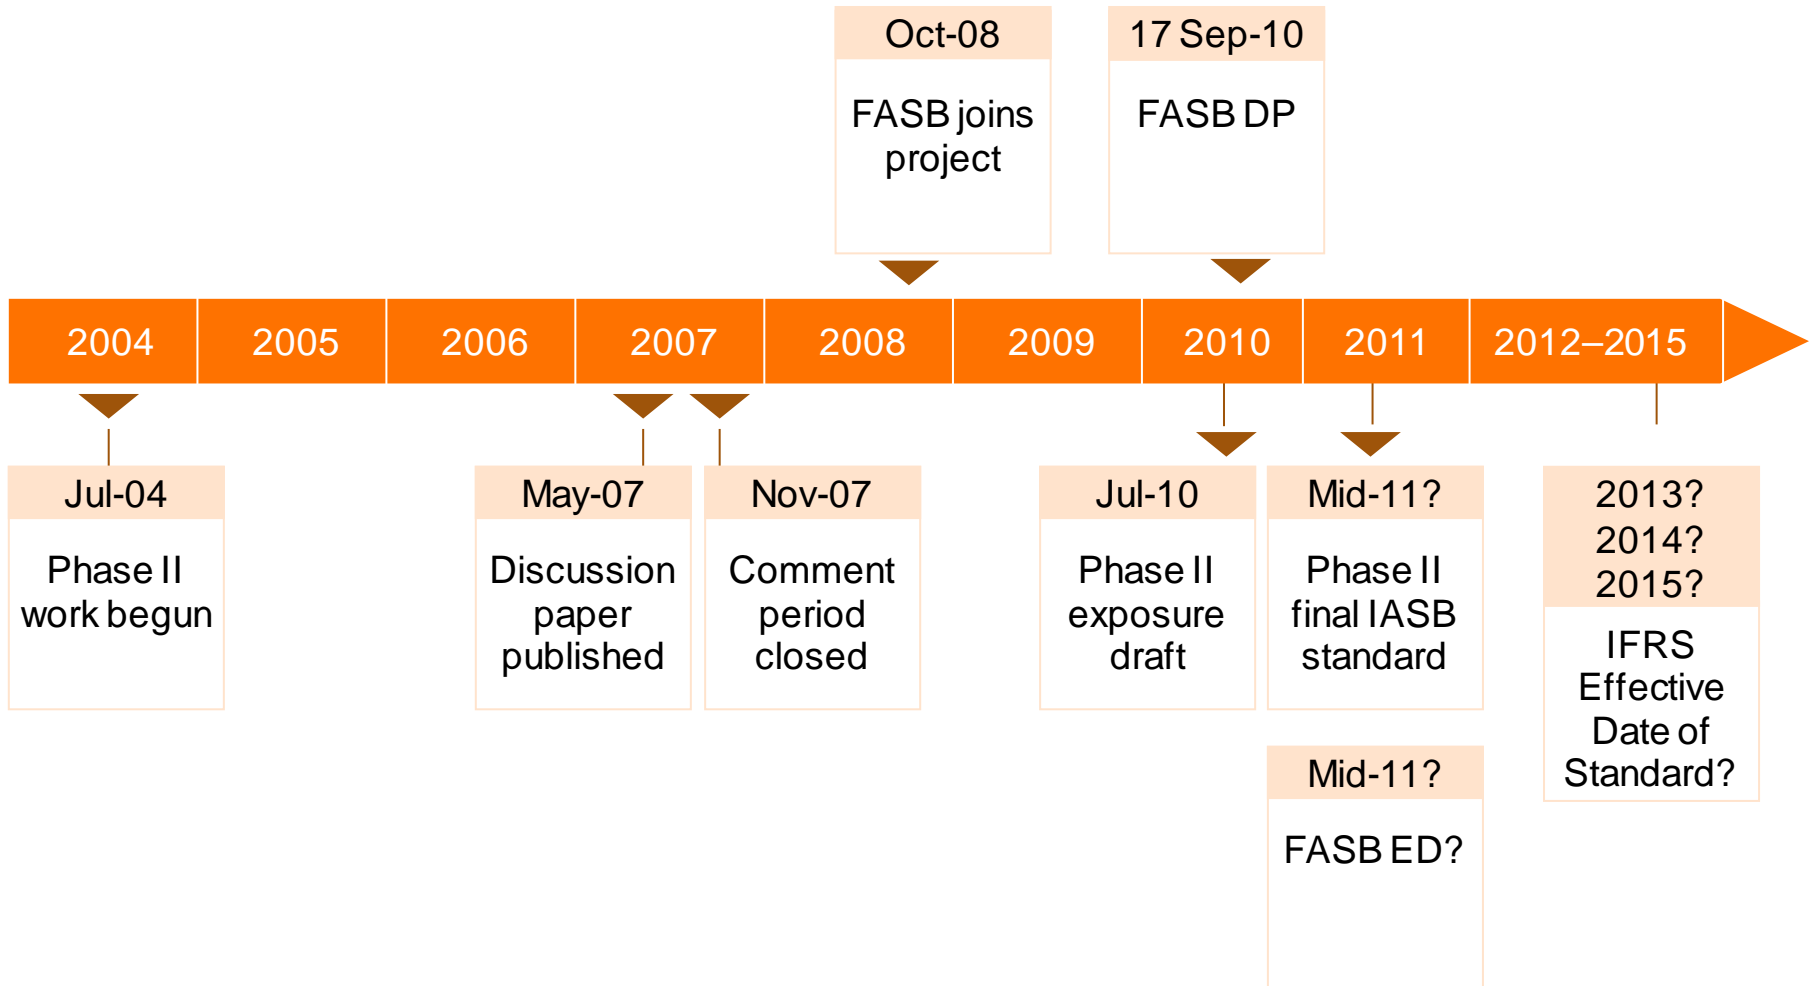 Oct-08
FASB joins
project
17 Sep-10
FASB DP
2004
2005
2006
2007
2008
2009
2010
2011
2012–2015
Jul-04
Phase II
work begun
May-07
Discussion
paper
published
Nov-07
Comment
period
closed
Jul-10
Phase II
exposure
draft
Mid-11?
Phase II
final IASB
standard
2013?
2014?
2015?
IFRS
Effective
Date of
Standard?
Mid-11?
FASB ED?